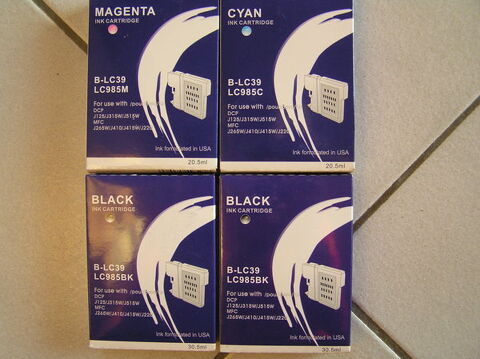 MAGENTA
INK CARTRIDGE
B-LC39
LC985M
For use with /pour
DCP
J125/J315W/J515W
MFC
J265W/J410/J415W/J220
Ink formulated in USA
20.5ml
CYAN
INK CARTRIDGE
B-LC39
LC985C
For use with /pour
DCP
J125/J315W/J515W
MFC
J265W/J410/J415W/J220
Ink formulated in USA
20.5ml
BLACK
INK CARTRIDGE
B-LC39
LC985BK
For use with /pour
DCP
J125/J315W/J515W
MFC
J265W/J410/J415W/J220
Ink formulated in USA
30.5ml
BLACK
INK CARTRIDGE
B-LC39
LC985BK
For use with /pour
DCP
J125/J315W/J515W
MFC
J265W/J410/J415W/J220
Ink formulated in USA
30.5ml